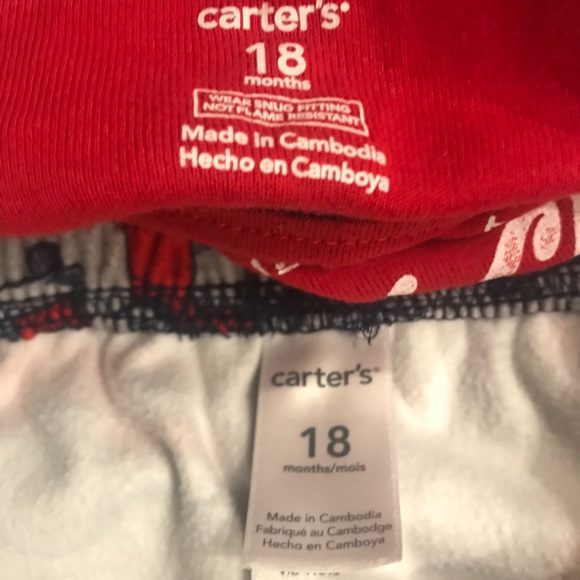 carter's
18
months
WEAR SNUG FITTING
NOT FLAME RESISTANT
Made in Cambodia
Hecho en Camboya
carter's
18
months/mois
Made in Cambodia
Fabriqué au Cambodge
Hecho en Camboya